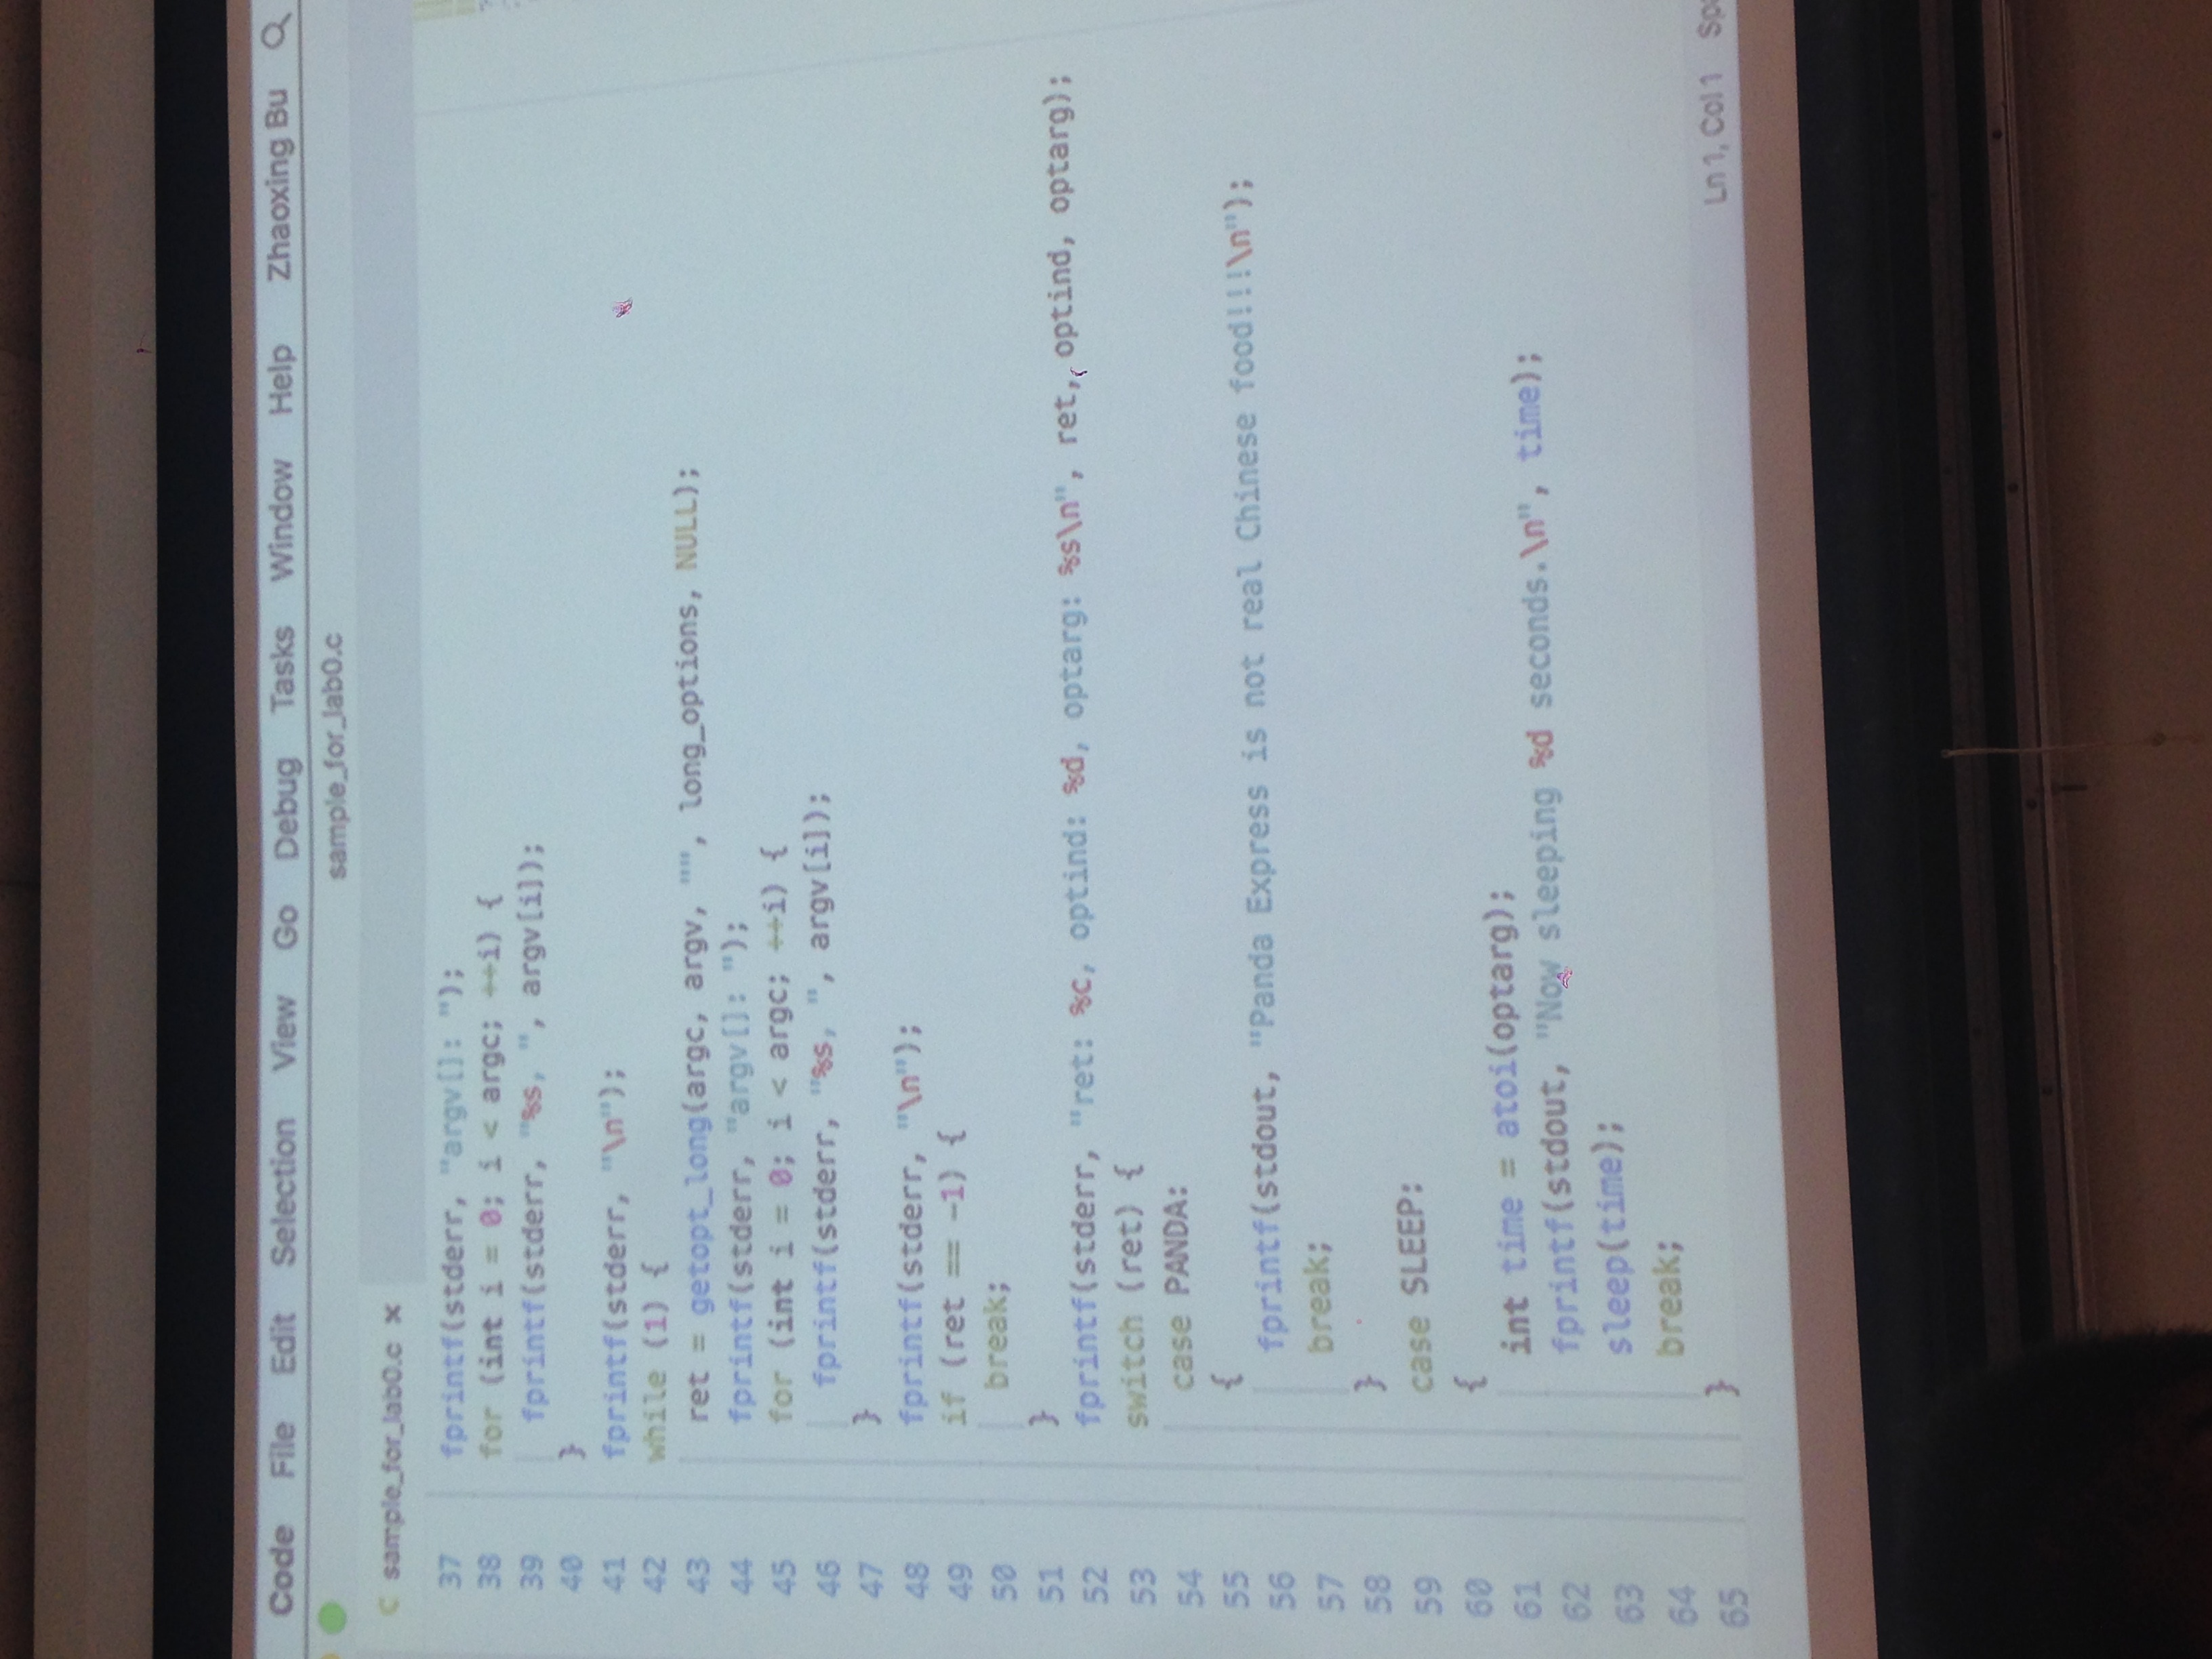 Code File Edit Selection View Go Debug Tasks Window Help Zhaoxing Bu
sample_for_lab0.c
C sample_for_lab0.c ×
37 fprintf(stderr, "argv[]: ");
38 for (int i = 0; i < argc; ++i) {
39 fprintf(stderr, "%s, ", argv[i]);
40 }
41 fprintf(stderr, "\n");
42 while (1) {
43 ret = getopt_long(argc, argv, "", long_options, NULL);
44 fprintf(stderr, "argv[]: ");
45 for (int i = 0; i < argc; ++i) {
46 fprintf(stderr, "%s, ", argv[i]);
47 }
48 fprintf(stderr, "\n");
49 if (ret == -1) {
50 break;
51 }
52 fprintf(stderr, "ret: %c, optind: %d, optarg: %s\n", ret, optind, optarg);
53 switch (ret) {
54 case PANDA:
55 {
56 fprintf(stdout, "Panda Express is not real Chinese food!!!\n");
57 break;
58 }
59 case SLEEP:
60 {
61 int time = atoi(optarg);
62 fprintf(stdout, "Now sleeping %d seconds.\n", time);
63 sleep(time);
64 break;
65 }
Ln 1, Col 1